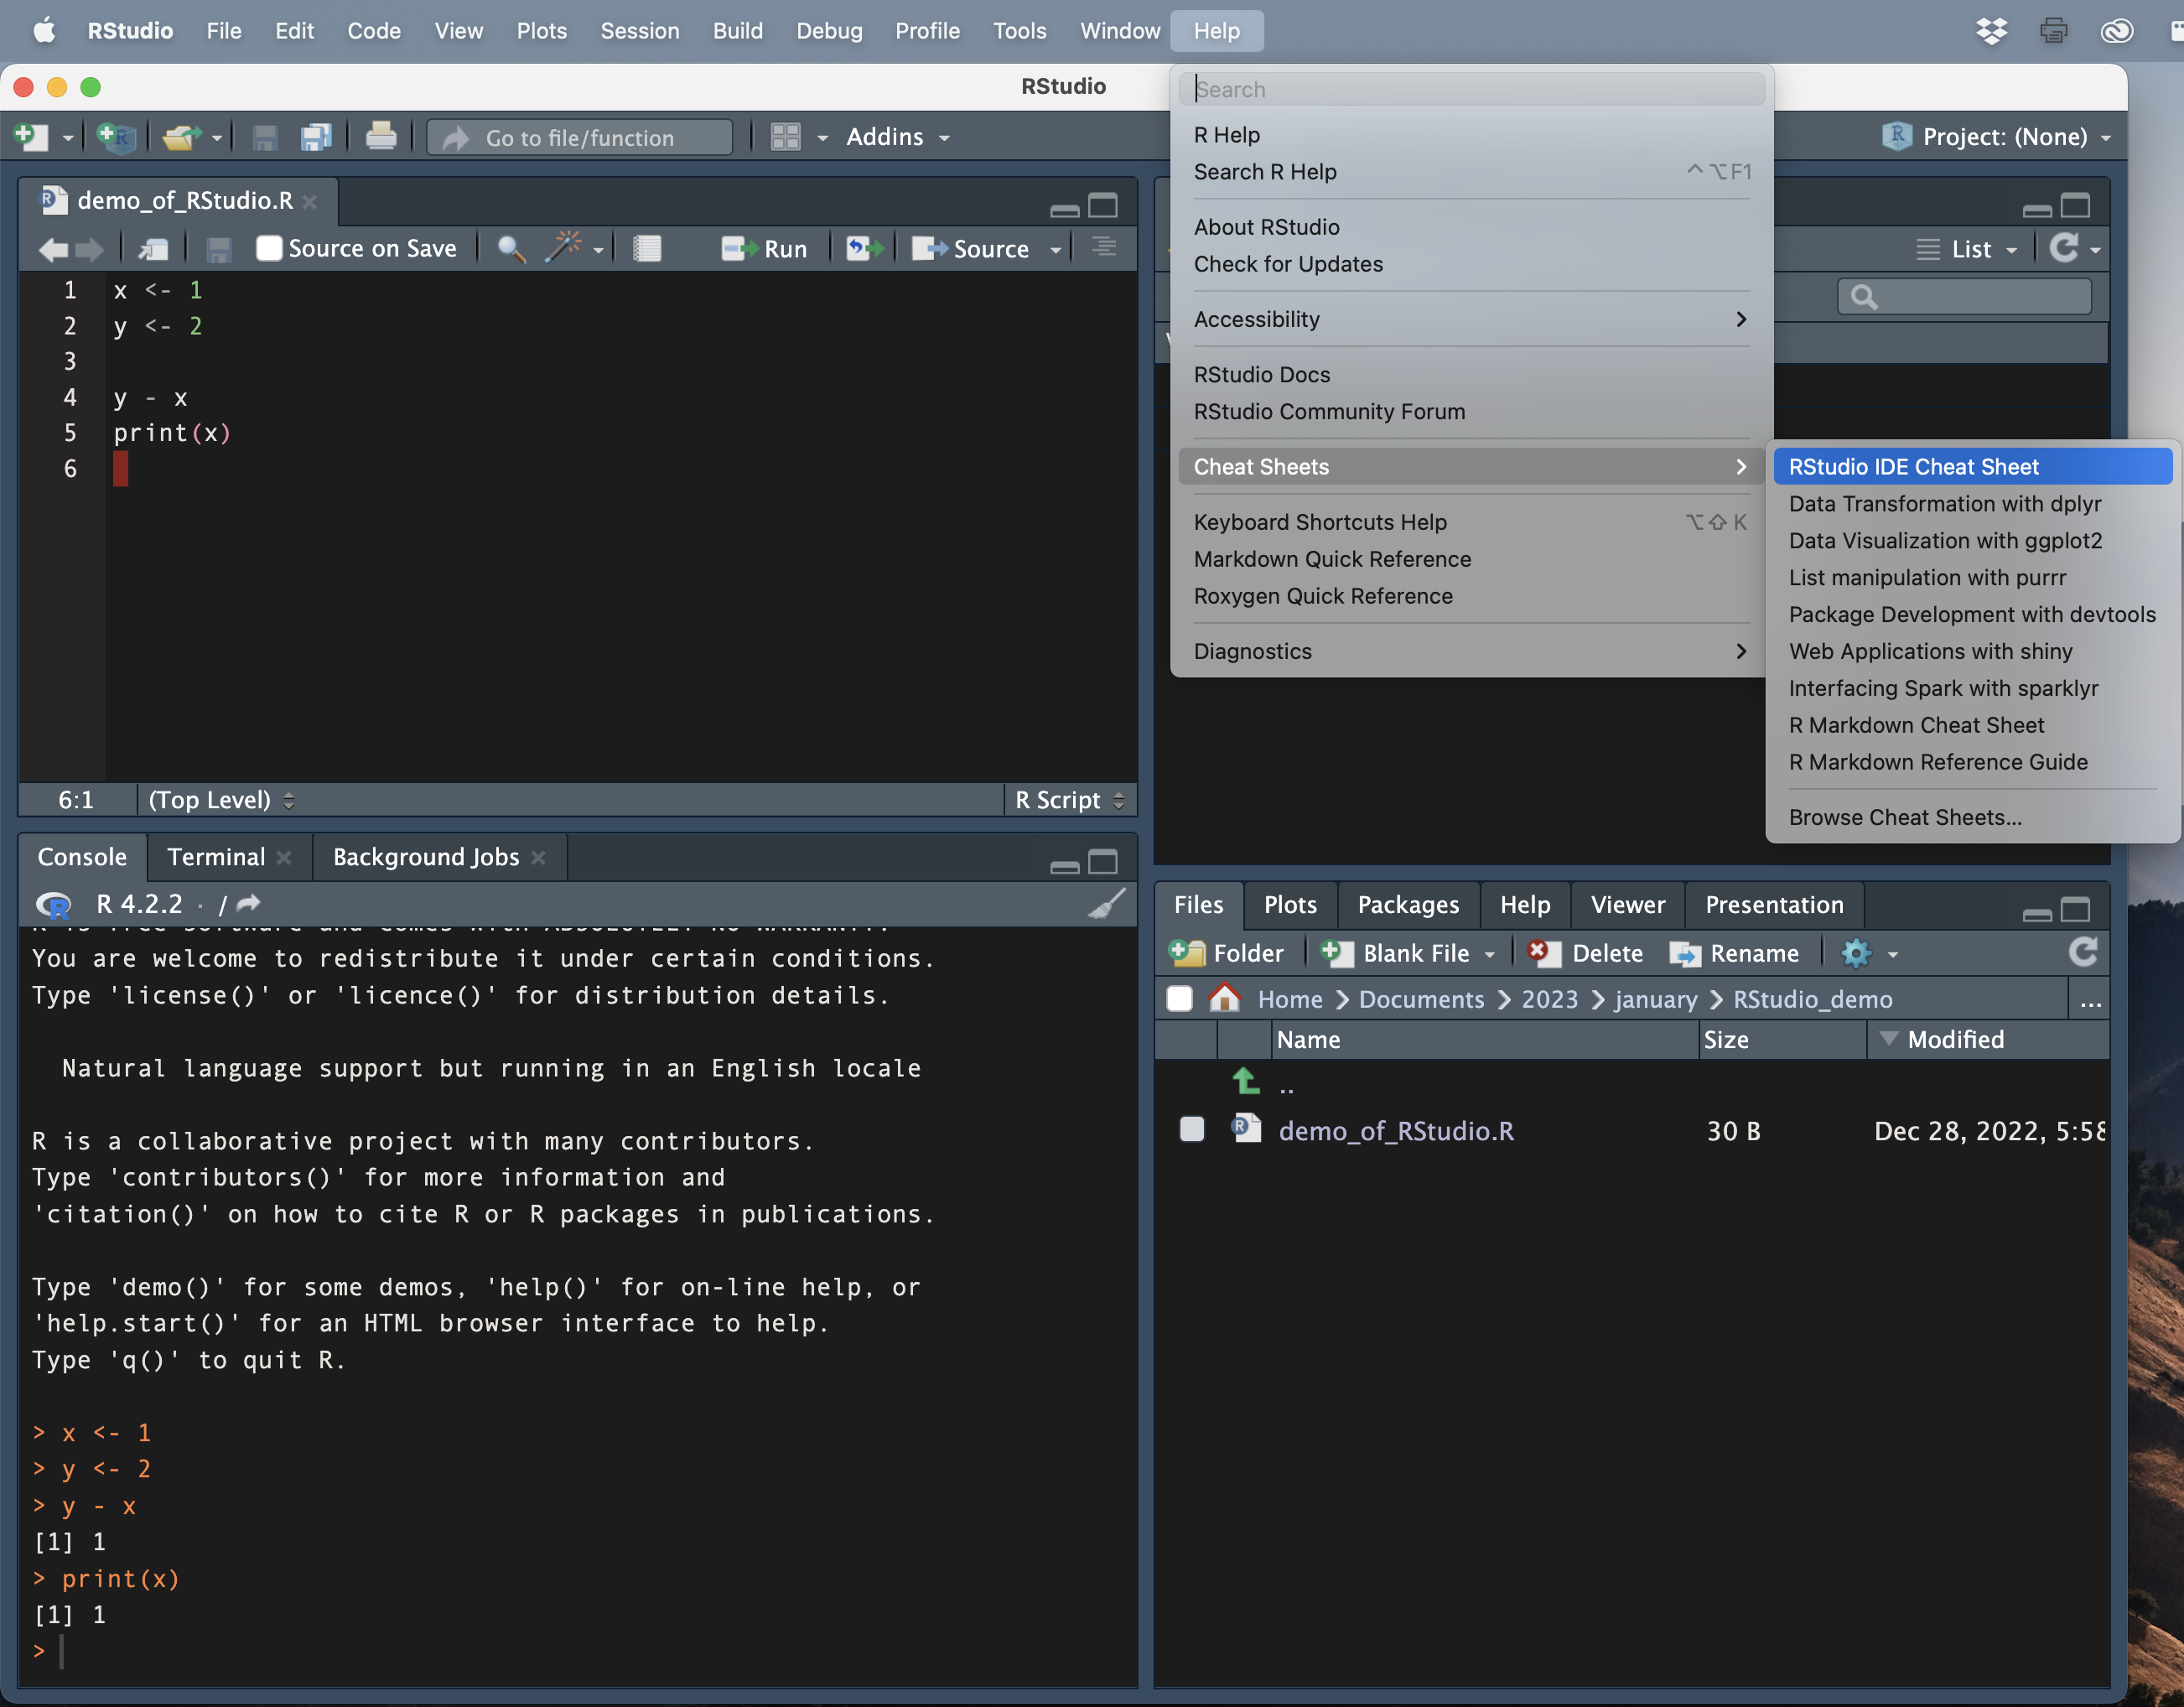 RStudio File Edit Code View Plots Session Build Debug Profile Tools Window Help
RStudio
Go to file/function Addins Project: (None)
demo_of_RStudio.R
Source on Save Run Source
1 x <- 1
2 y <- 2
3
4 y - x
5 print(x)
6
6:1 (Top Level) R Script
Search
R Help
Search R Help ^⌥F1
About RStudio
Check for Updates
Accessibility
RStudio Docs
RStudio Community Forum
Cheat Sheets
Keyboard Shortcuts Help ⌥⇧K
Markdown Quick Reference
Roxygen Quick Reference
Diagnostics
RStudio IDE Cheat Sheet
Data Transformation with dplyr
Data Visualization with ggplot2
List manipulation with purrr
Package Development with devtools
Web Applications with shiny
Interfacing Spark with sparklyr
R Markdown Cheat Sheet
R Markdown Reference Guide
Browse Cheat Sheets...
List
Console Terminal Background Jobs
R 4.2.2 · /
You are welcome to redistribute it under certain conditions.
Type 'license()' or 'licence()' for distribution details.
Natural language support but running in an English locale
R is a collaborative project with many contributors.
Type 'contributors()' for more information and
'citation()' on how to cite R or R packages in publications.
Type 'demo()' for some demos, 'help()' for on-line help, or
'help.start()' for an HTML browser interface to help.
Type 'q()' to quit R.
> x <- 1
> y <- 2
> y - x
[1] 1
> print(x)
[1] 1
>
Files Plots Packages Help Viewer Presentation
Folder Blank File Delete Rename
Home Documents 2023 january RStudio_demo ...
Name Size Modified
..
demo_of_RStudio.R 30 B Dec 28, 2022, 5:58